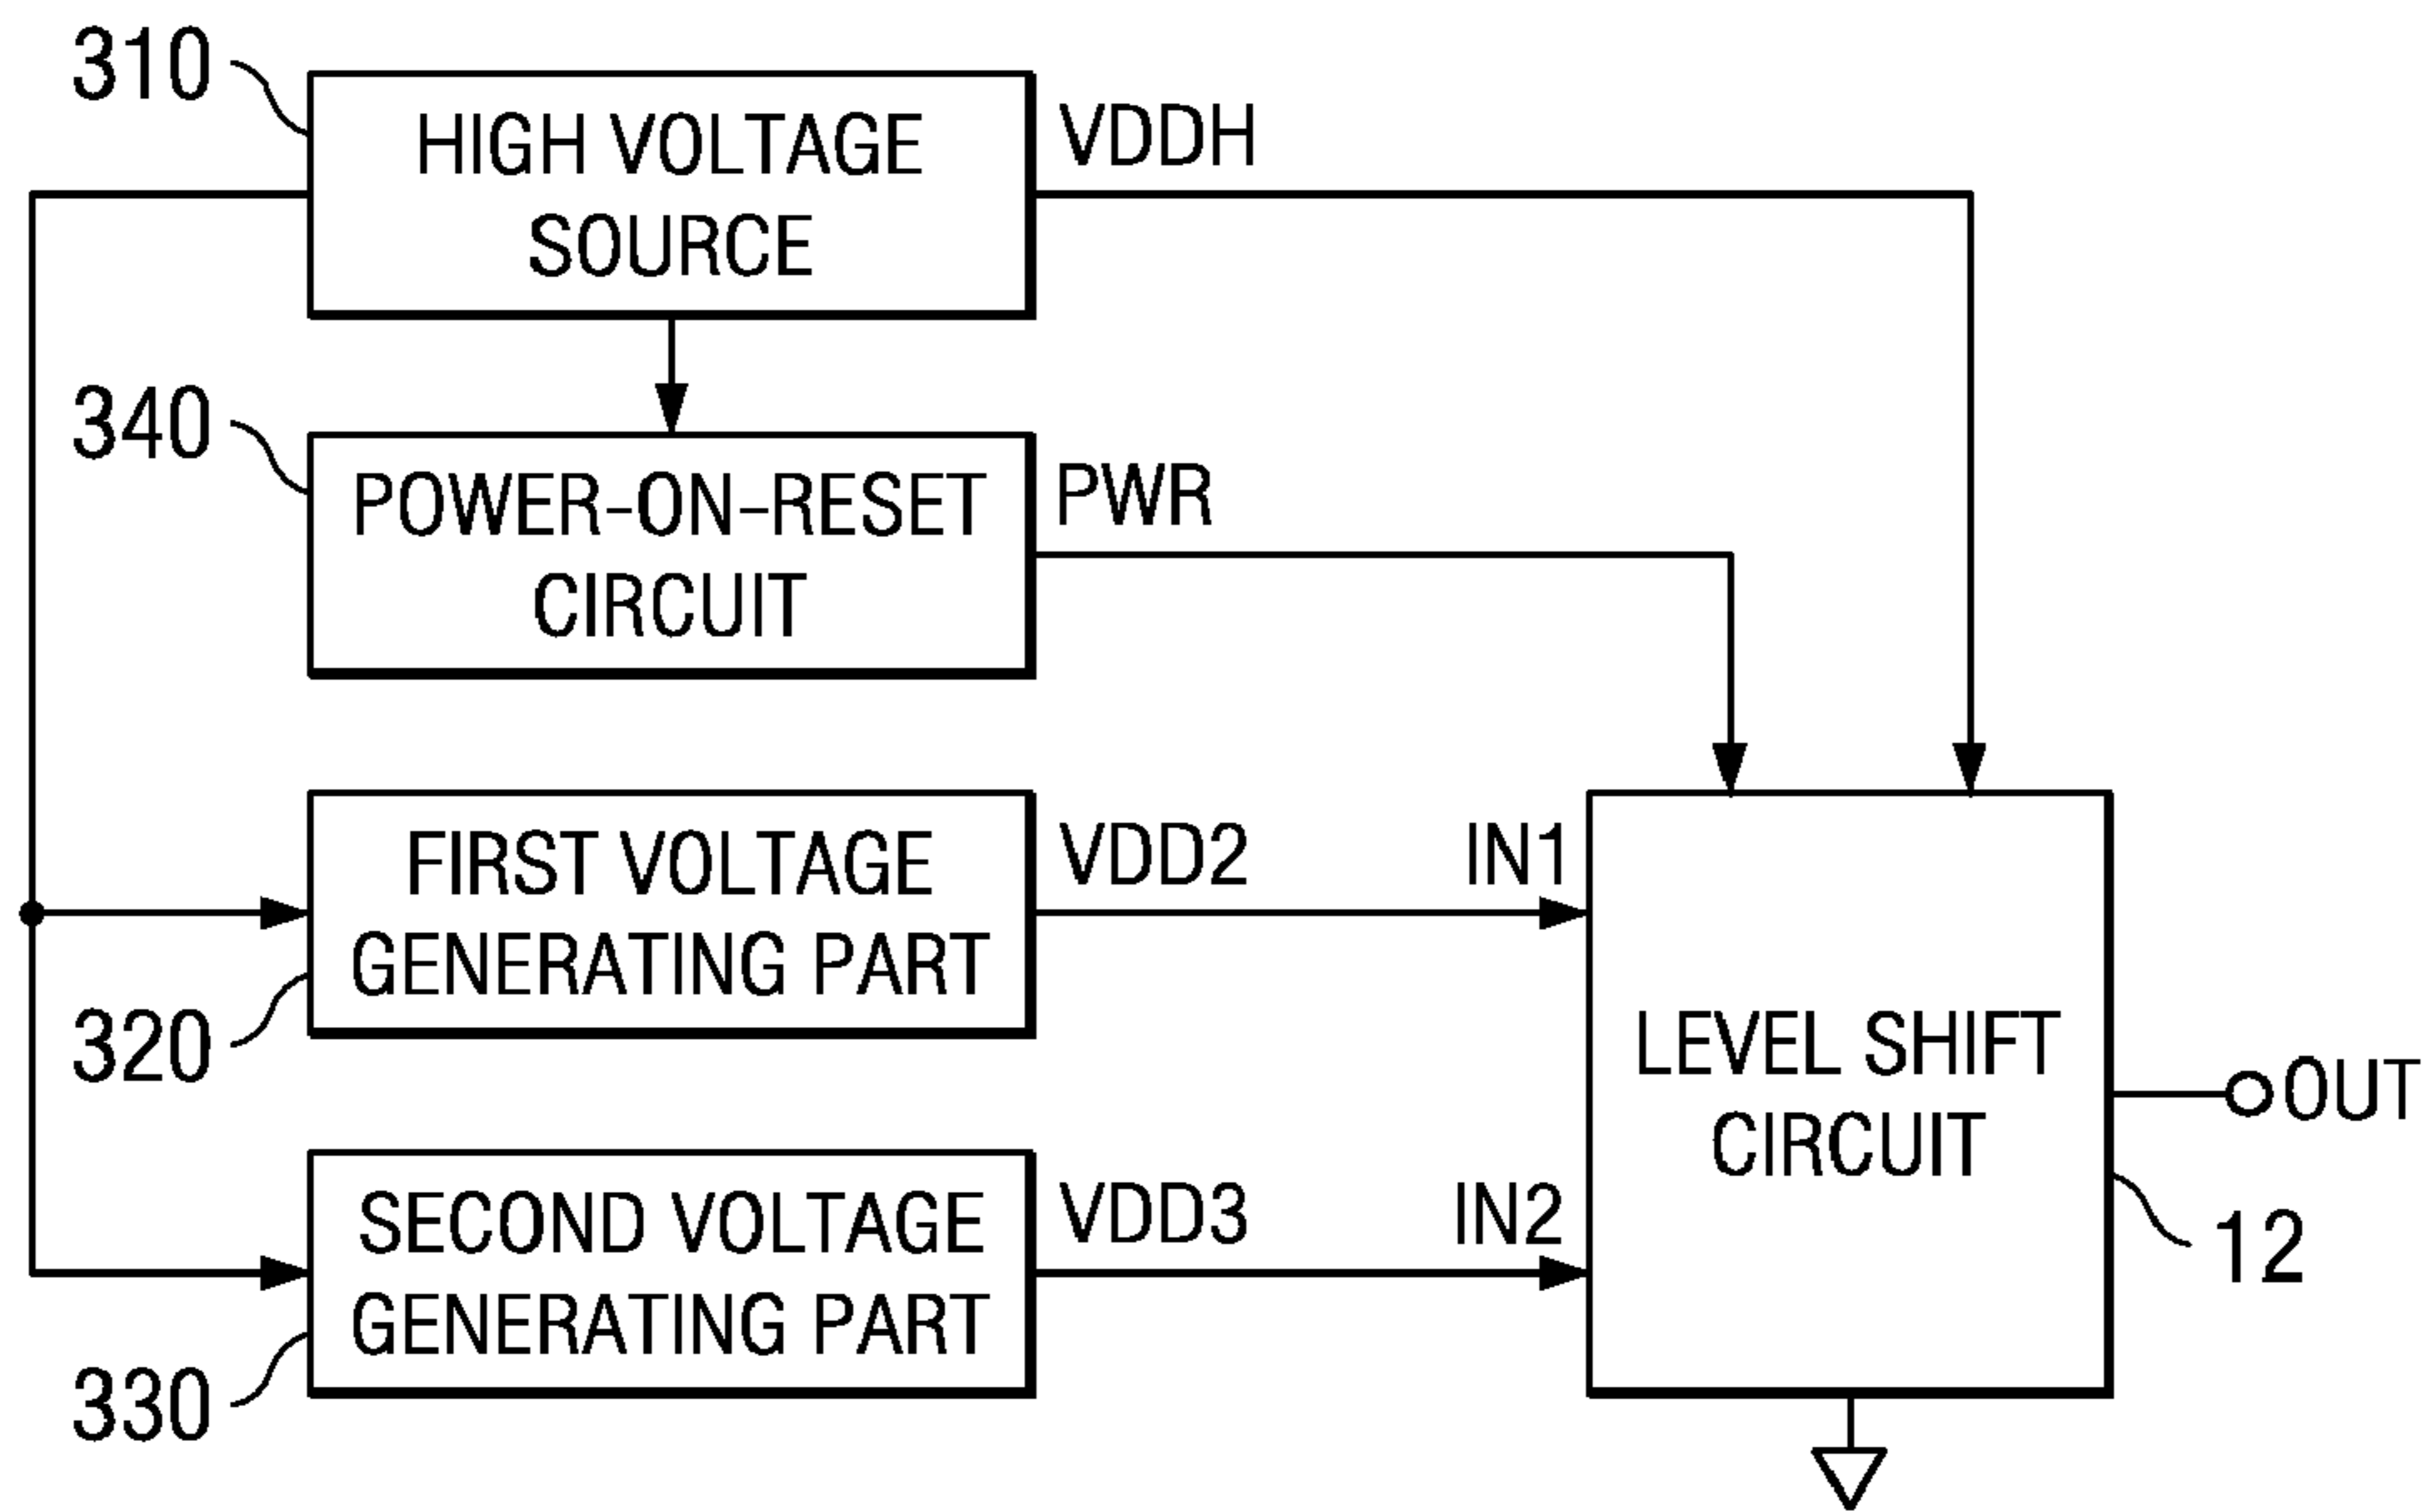 310
HIGH VOLTAGE
SOURCE
VDDH
340
POWER-ON-RESET
CIRCUIT
PWR
FIRST VOLTAGE
GENERATING PART
VDD2
IN1
320
LEVEL SHIFT
CIRCUIT
OUT
SECOND VOLTAGE
GENERATING PART
VDD3
IN2
12
330